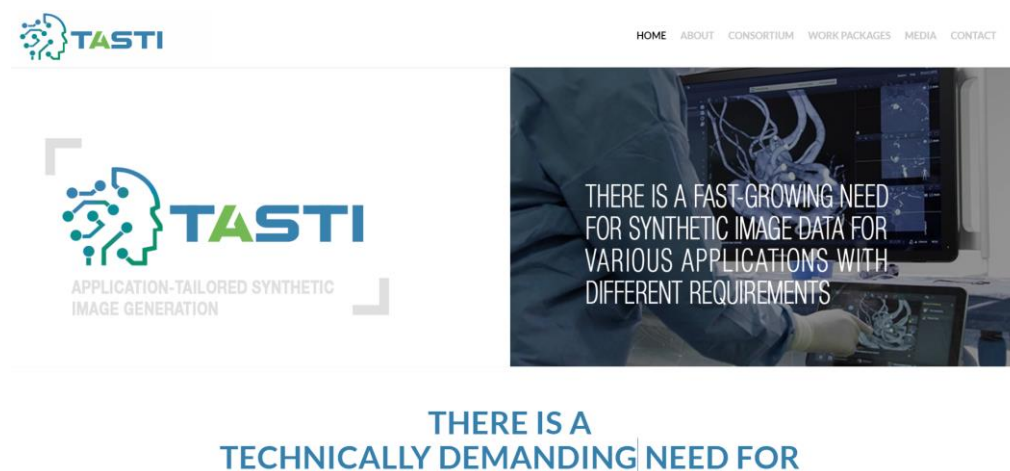 TASTI
HOME ABOUT CONSORTIUM WORK PACKAGES MEDIA CONTACT
TASTI
APPLICATION-TAILORED SYNTHETIC
IMAGE GENERATION
THERE IS A FAST-GROWING NEED
FOR SYNTHETIC IMAGE DATA FOR
VARIOUS APPLICATIONS WITH
DIFFERENT REQUIREMENTS
THERE IS A
TECHNICALLY DEMANDING NEED FOR